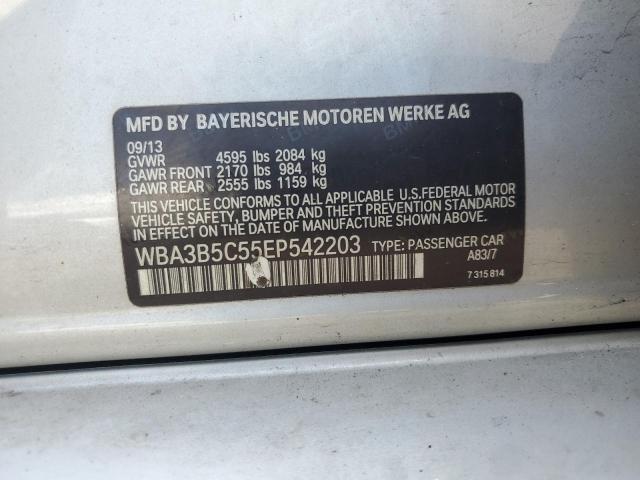 MFD BY BAYERISCHE MOTOREN WERKE AG
09/13
GVWR 4595 lbs 2084 kg
GAWR FRONT 2170 lbs 984 kg
GAWR REAR 2555 lbs 1159 kg
THIS VEHICLE CONFORMS TO ALL APPLICABLE U.S.FEDERAL MOTOR
VEHICLE SAFETY, BUMPER AND THEFT PREVENTION STANDARDS
IN EFFECT ON THE DATE OF MANUFACTURE SHOWN ABOVE.
WBA3B5C55EP542203 TYPE: PASSENGER CAR
A83/7
7 315 814